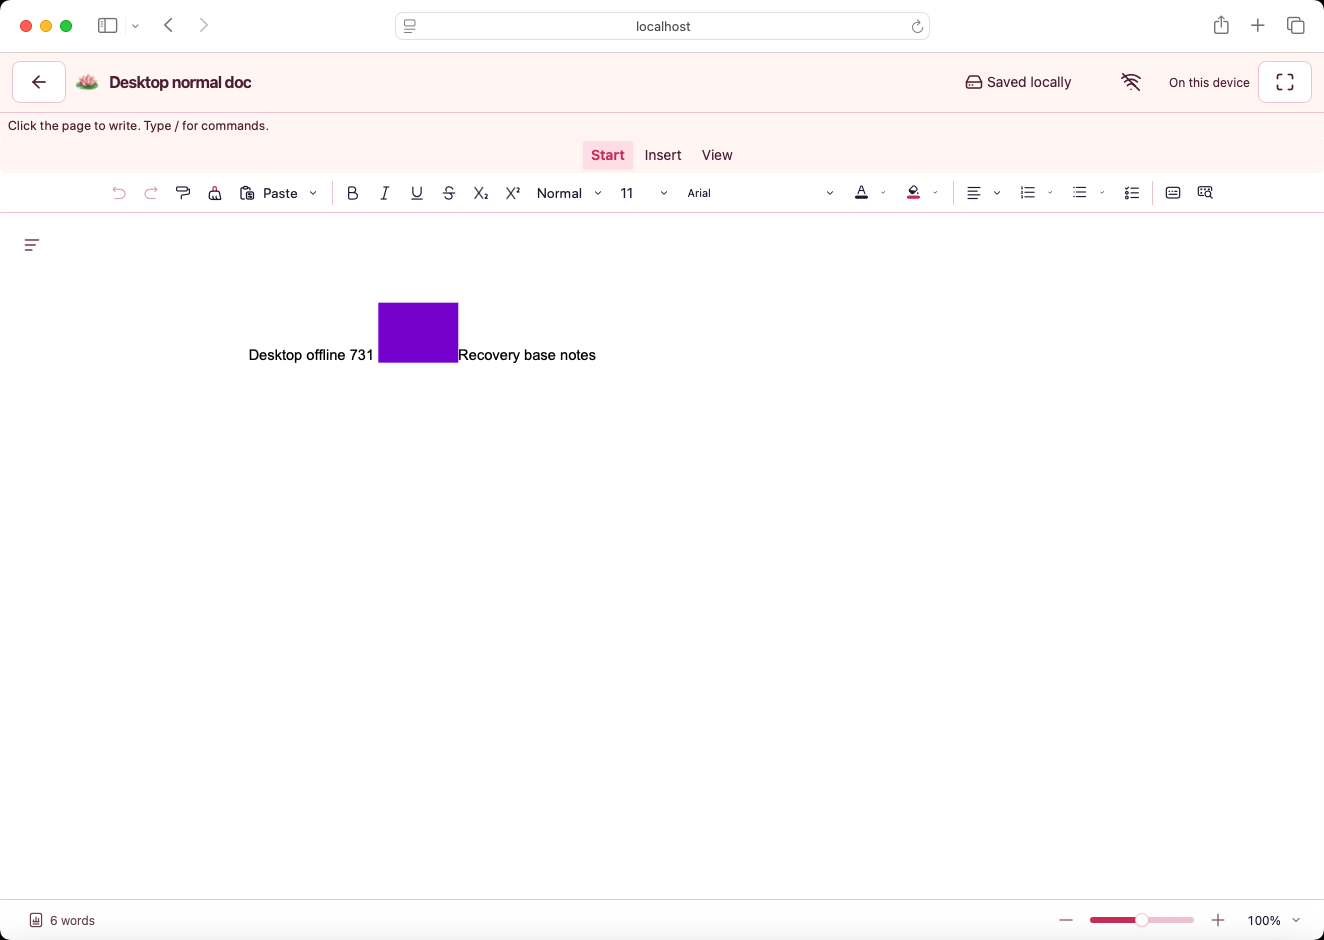 localhost
Desktop normal doc
Saved locally
On this device
Click the page to write. Type / for commands.
Start Insert View
Paste Normal 11 Arial
Desktop offline 731 Recovery base notes
6 words
100%